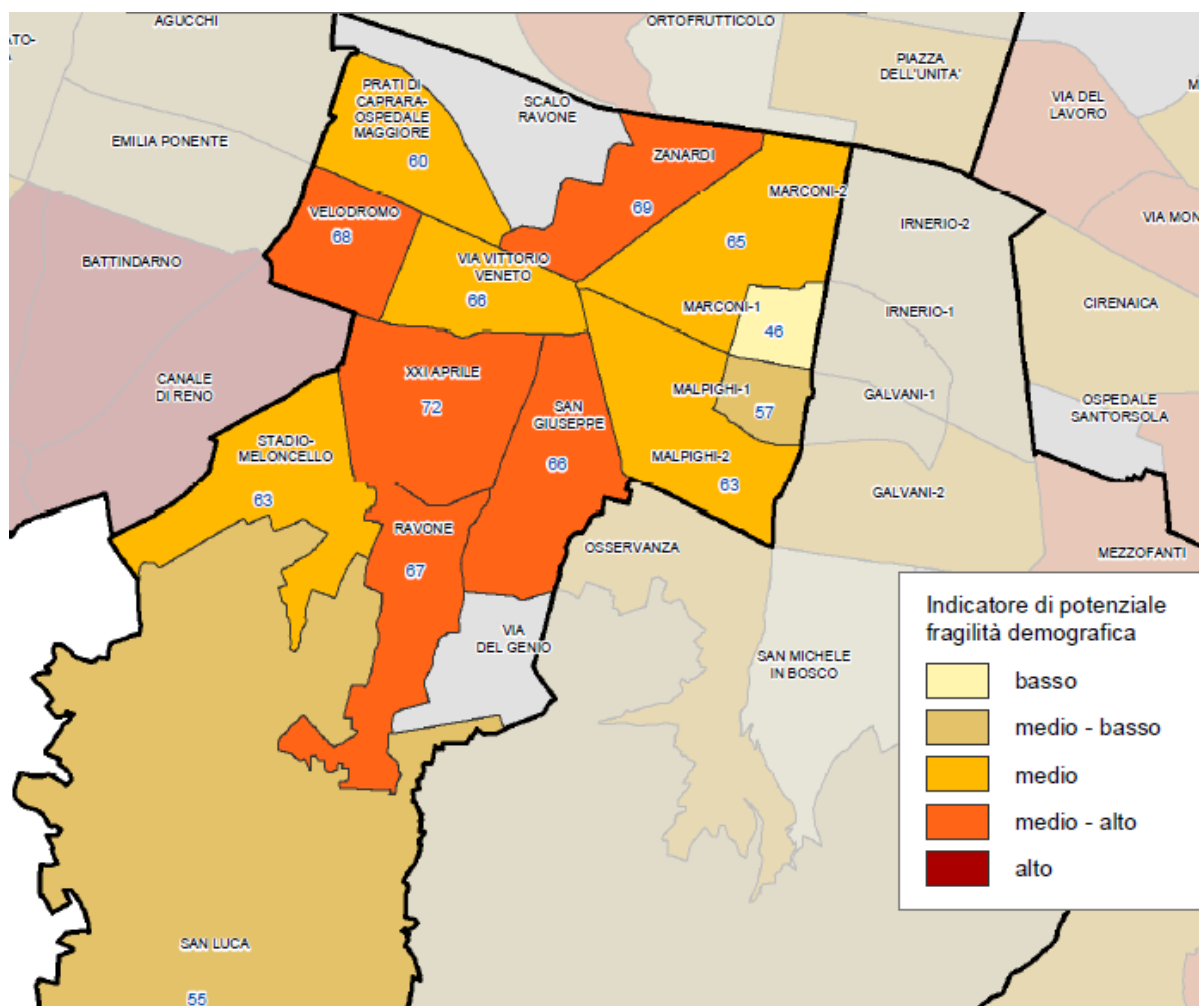 AGUCCHI
ORTOFRUTTICOLO
PIAZZA
DELL'UNITA'
PRATI DI
CAPRARA-
OSPEDALE
MAGGIORE
60
SCALO
RAVONE
VIA DEL
LAVORO
EMILIA PONENTE
ZANARDI
69
MARCONI-2
65
VELODROMO
68
IRNERIO-2
VIA MON
BATTINDARNO
VIA VITTORIO
VENETO
66
MARCONI-1
46
IRNERIO-1
CIRENAICA
CANALE
DI RENO
XXI APRILE
72
SAN
GIUSEPPE
66
MALPIGHI-1
57
GALVANI-1
OSPEDALE
SANT'ORSOLA
STADIO-
MELONCELLO
63
MALPIGHI-2
63
GALVANI-2
RAVONE
67
OSSERVANZA
MEZZOFANTI
VIA
DEL GENIO
SAN MICHELE
IN BOSCO
SAN LUCA
55
Indicatore di potenziale
fragilità demografica
basso
medio - basso
medio
medio - alto
alto